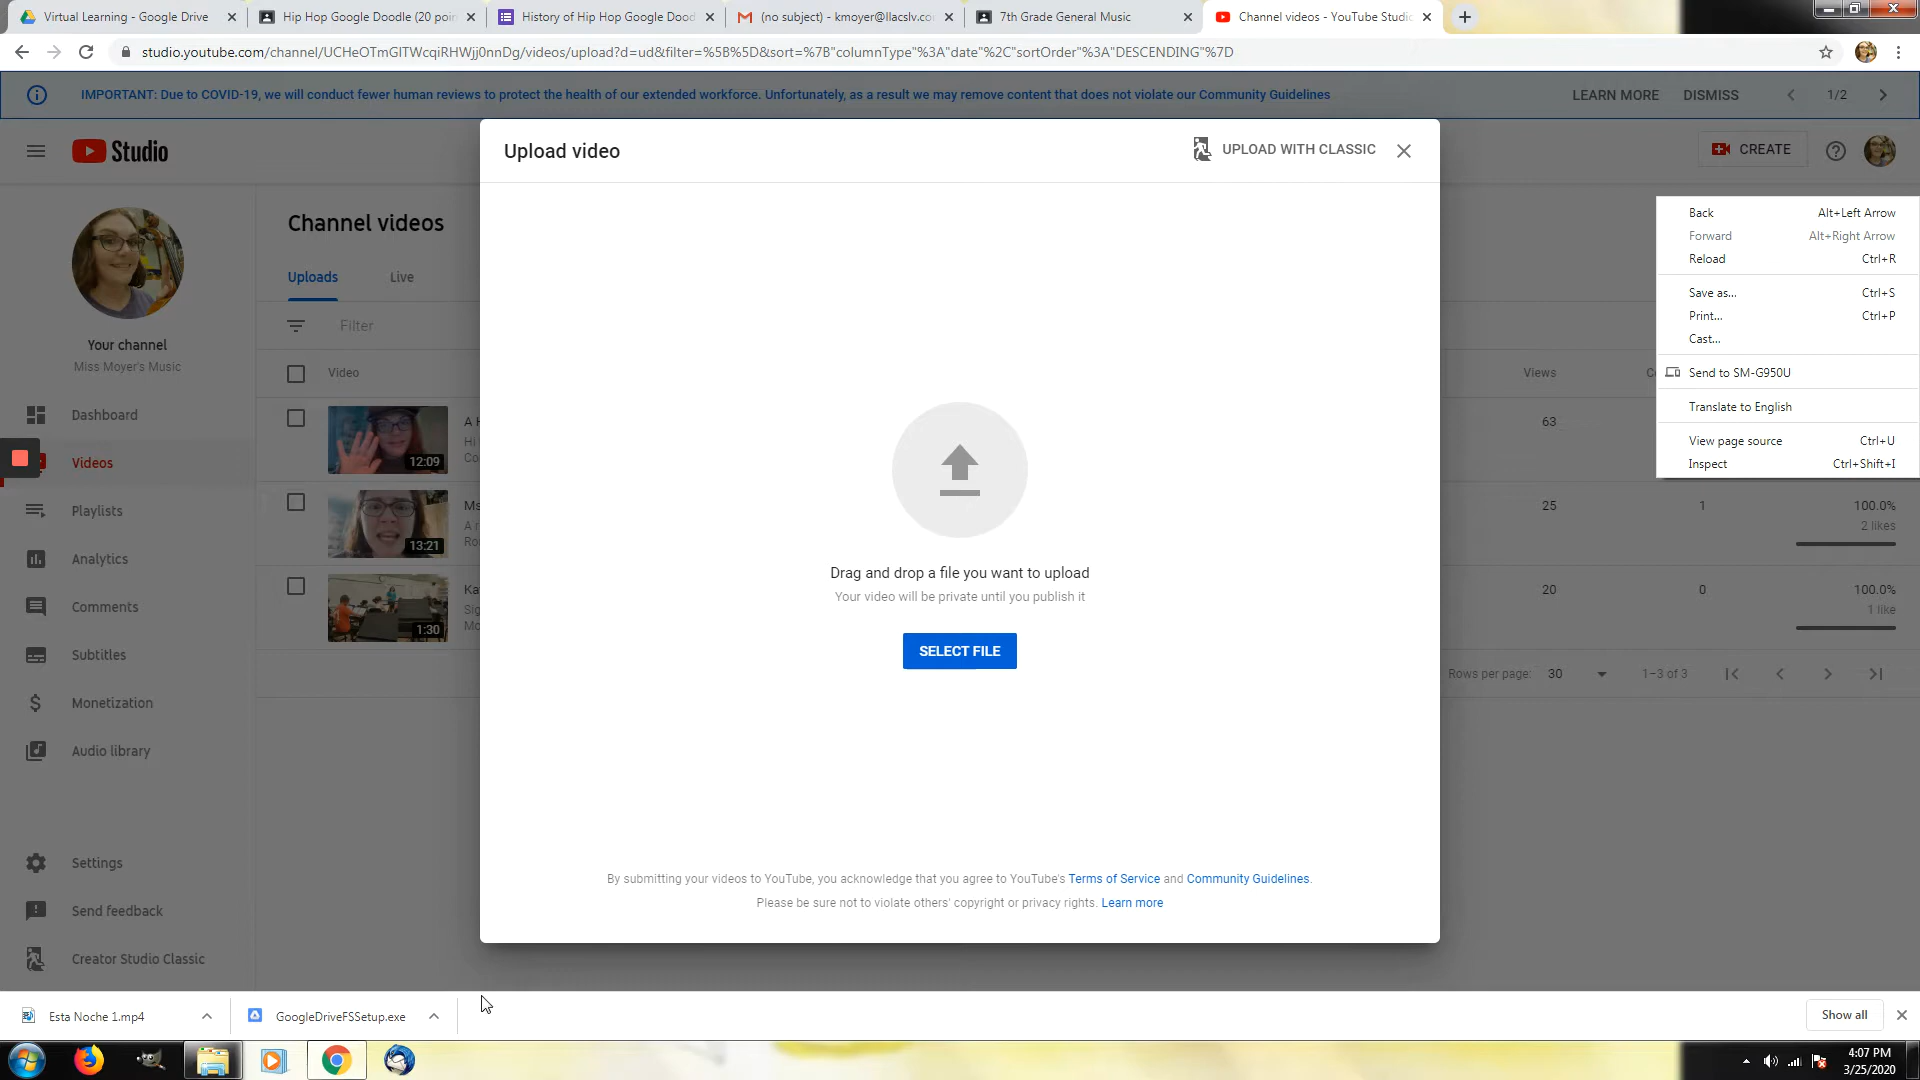 Virtual Learning - Google Drive
Hip Hop Google Doodle (20 poin
History of Hip Hop Google Dood
(no subject) - kmoyer@llacslv.co
7th Grade General Music
Channel videos - YouTube Studio
studio.youtube.com/channel/UCHeOTmGlTWcqiRHWjj0nnDg/videos/upload?d=ud&filter=%5B%5D&sort=%7B"columnType"%3A"date"%2C"sortOrder"%3A"DESCENDING"%7D
IMPORTANT: Due to COVID-19, we will conduct fewer human reviews to protect the health of our extended workforce. Unfortunately, as a result we may remove content that does not violate our Community Guidelines
LEARN MORE DISMISS 1/2
Studio
Upload video
UPLOAD WITH CLASSIC
CREATE
Your channel
Miss Moyer's Music
Dashboard
Videos
Playlists
Analytics
Comments
Subtitles
Monetization
Audio library
Settings
Send feedback
Creator Studio Classic
Channel videos
Uploads Live
Filter
Video
Views
A H
Hi
Co
12:09
63
Ms
A r
Ro
13:21
25 1 100.0%
2 likes
Ka
Sig
Mo
1:30
20 0 100.0%
1 like
Rows per page: 30 1–3 of 3
Drag and drop a file you want to upload
Your video will be private until you publish it
SELECT FILE
By submitting your videos to YouTube, you acknowledge that you agree to YouTube's Terms of Service and Community Guidelines.
Please be sure not to violate others' copyright or privacy rights. Learn more
Back Alt+Left Arrow
Forward Alt+Right Arrow
Reload Ctrl+R
Save as... Ctrl+S
Print... Ctrl+P
Cast...
Send to SM-G950U
Translate to English
View page source Ctrl+U
Inspect Ctrl+Shift+I
Esta Noche 1.mp4
GoogleDriveFSSetup.exe
Show all
4:07 PM
3/25/2020